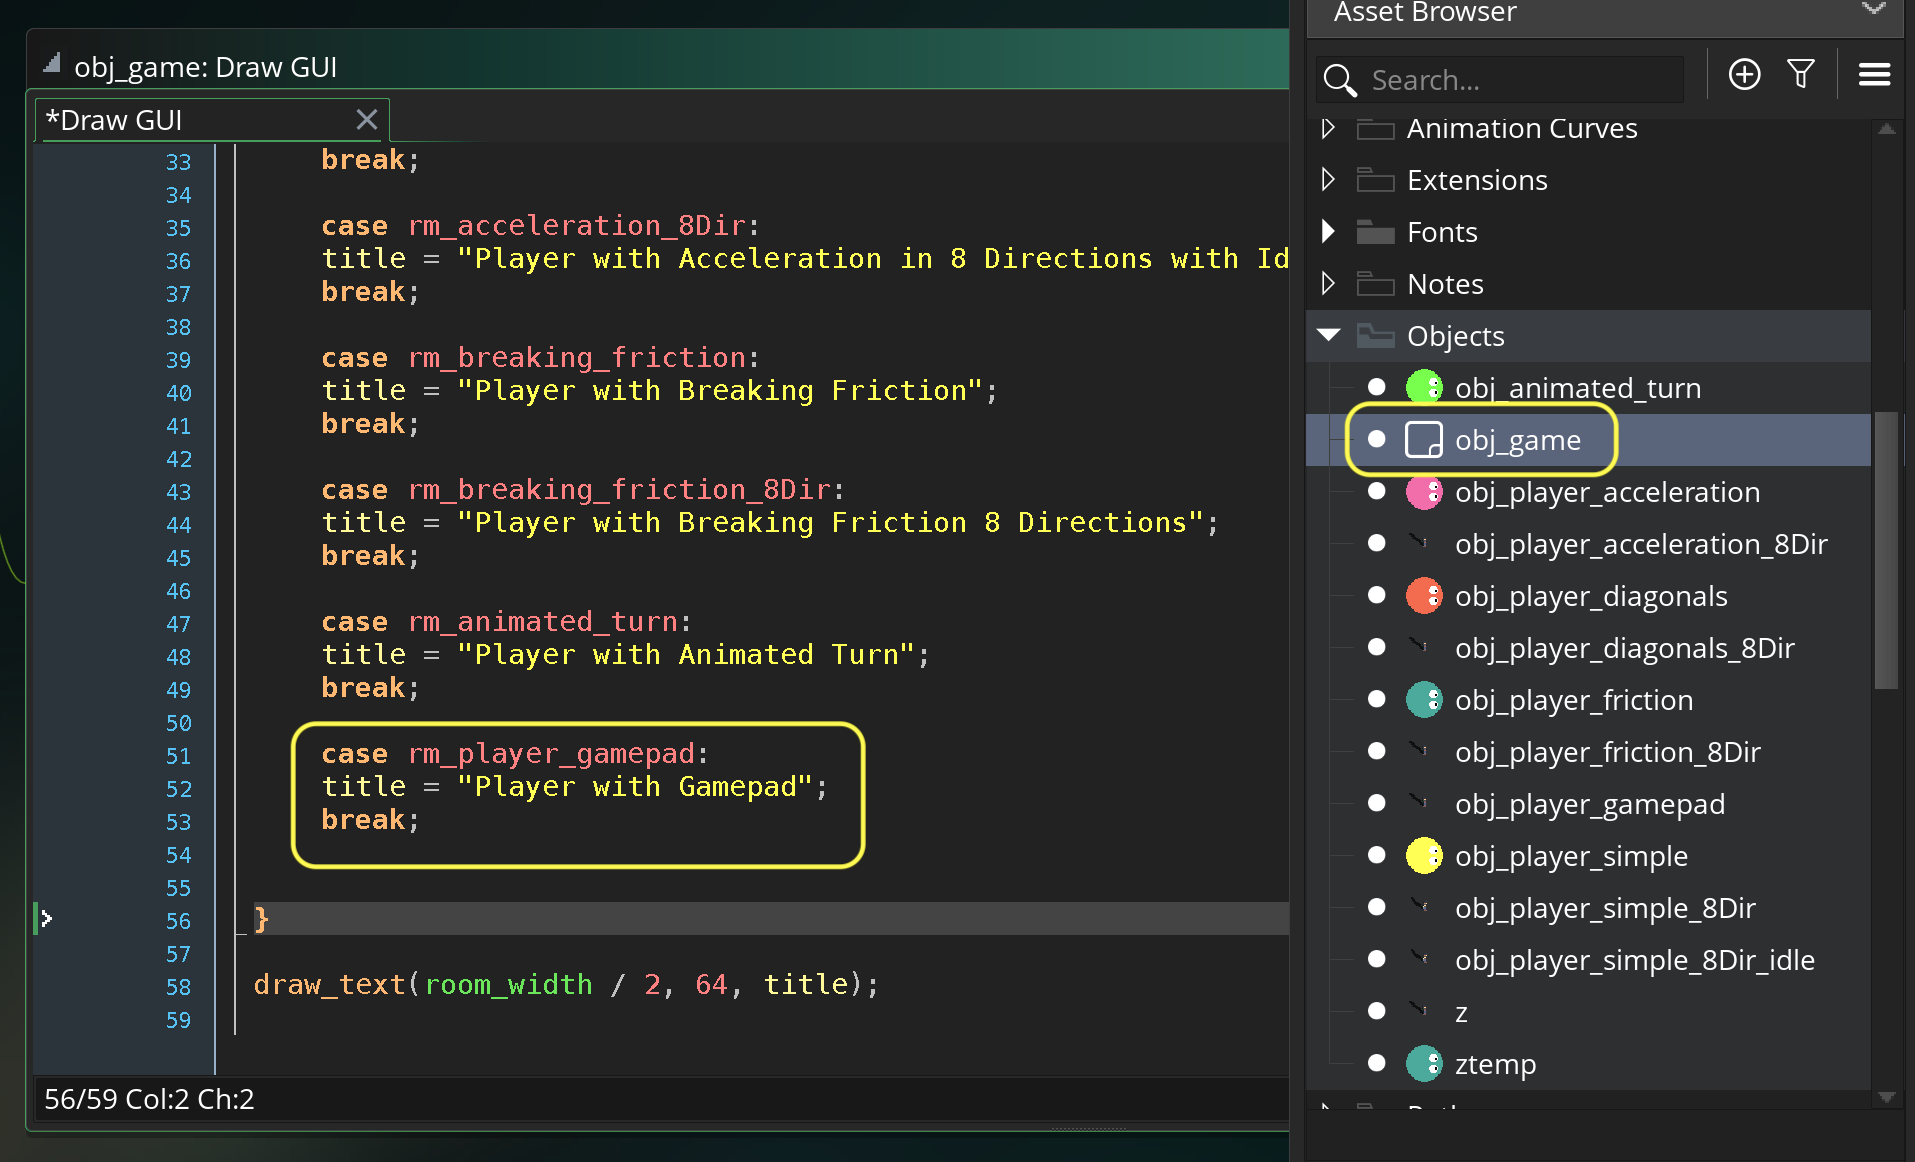 obj_game: Draw GUI
*Draw GUI
33 break;
34
35 case rm_acceleration_8Dir:
36 title = "Player with Acceleration in 8 Directions with Id
37 break;
38
39 case rm_breaking_friction:
40 title = "Player with Breaking Friction";
41 break;
42
43 case rm_breaking_friction_8Dir:
44 title = "Player with Breaking Friction 8 Directions";
45 break;
46
47 case rm_animated_turn:
48 title = "Player with Animated Turn";
49 break;
50
51 case rm_player_gamepad:
52 title = "Player with Gamepad";
53 break;
54
55
56 }
57
58 draw_text(room_width / 2, 64, title);
59
56/59 Col:2 Ch:2
Asset Browser
Search...
Animation Curves
Extensions
Fonts
Notes
Objects
obj_animated_turn
obj_game
obj_player_acceleration
obj_player_acceleration_8Dir
obj_player_diagonals
obj_player_diagonals_8Dir
obj_player_friction
obj_player_friction_8Dir
obj_player_gamepad
obj_player_simple
obj_player_simple_8Dir
obj_player_simple_8Dir_idle
z
ztemp